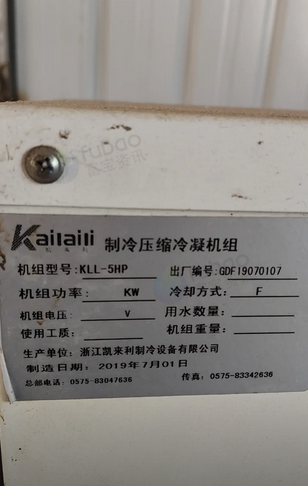 Kailaili 制冷压缩冷凝机组
机组型号:KLL-5HP 出厂编号:GDF19070107
机组功率: KW 冷却方式: F
机组电压: V 用水数量:
使用工质: 机组重量:
生产单位:浙江凯来利制冷设备有限公司
制造日期:2019年7月01日
总部电话:0575-83047636 传真:0575-83342636